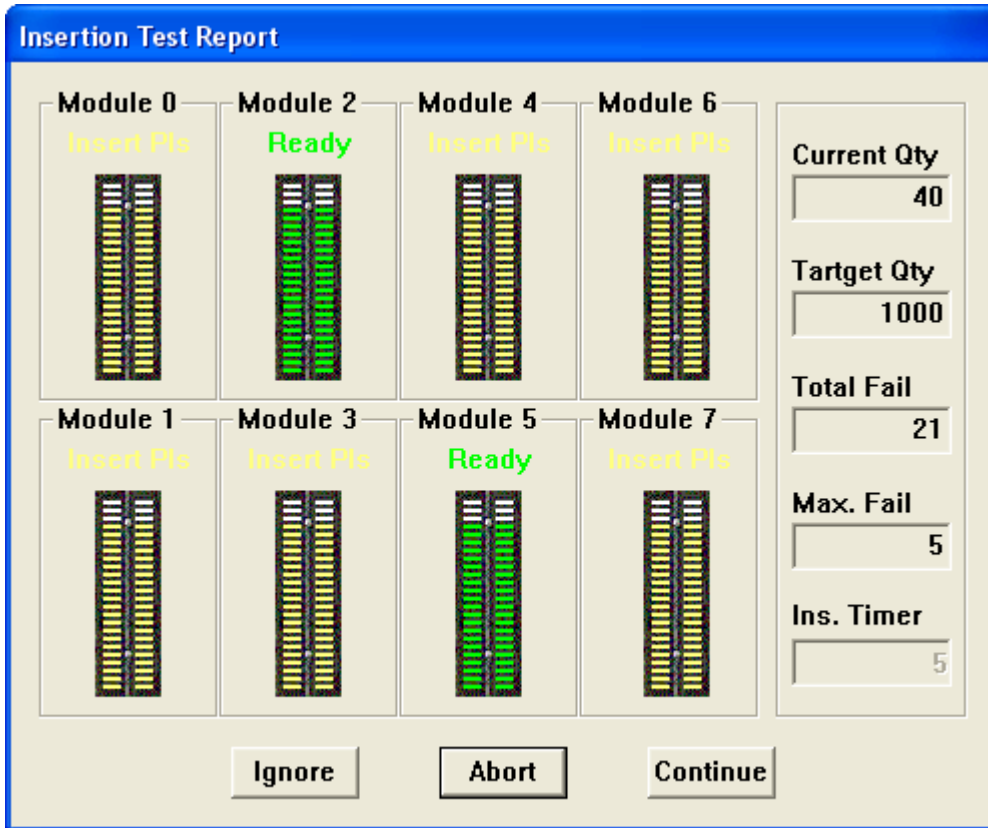 Insertion Test Report
Module 0
Insert Pls
Module 2
Ready
Module 4
Insert Pls
Module 6
Insert Pls
Module 1
Insert Pls
Module 3
Insert Pls
Module 5
Ready
Module 7
Insert Pls
Current Qty
40
Tartget Qty
1000
Total Fail
21
Max. Fail
5
Ins. Timer
5
Ignore
Abort
Continue